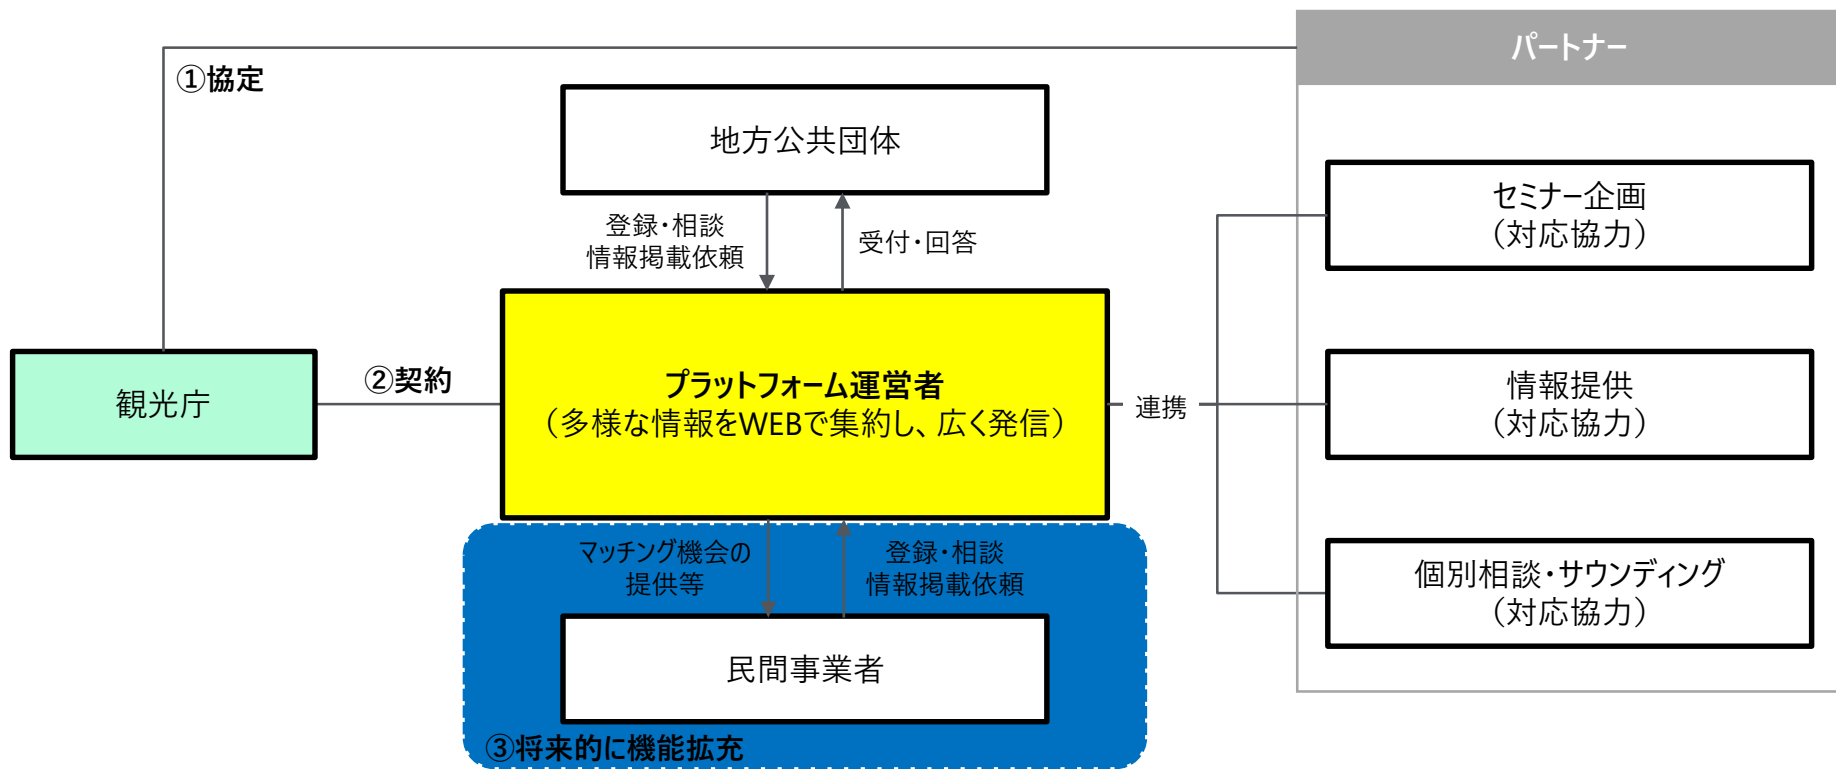 パートナー
①協定
地方公共団体
セミナー企画
（対応協力）
登録・相談
情報掲載依頼
受付・回答
観光庁
②契約
プラットフォーム運営者
（多様な情報をWEBで集約し、広く発信）
連携
情報提供
（対応協力）
マッチング機会の
提供等
登録・相談
情報掲載依頼
個別相談・サウンディング
（対応協力）
民間事業者
③将来的に機能拡充